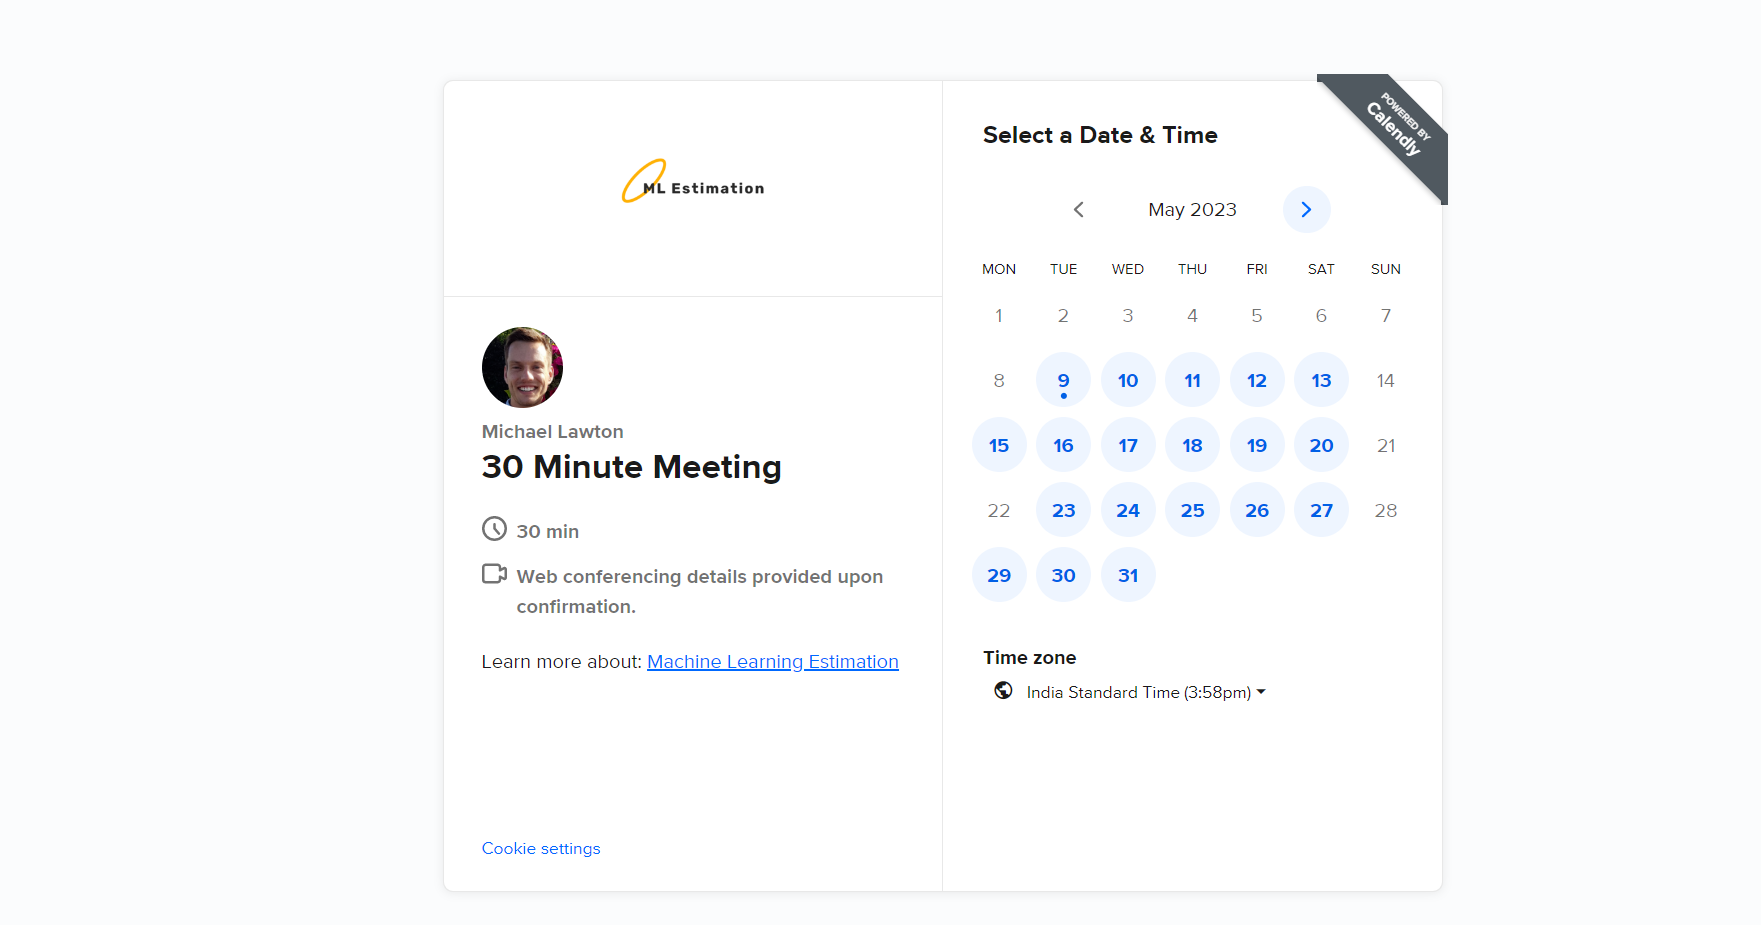 ML Estimation
Michael Lawton
30 Minute Meeting
30 min
Web conferencing details provided upon
confirmation.
Learn more about: Machine Learning Estimation
Cookie settings
POWERED BY
Calendly
Select a Date & Time
May 2023
MON TUE WED THU FRI SAT SUN
1 2 3 4 5 6 7
8 9 10 11 12 13 14
15 16 17 18 19 20 21
22 23 24 25 26 27 28
29 30 31
Time zone
India Standard Time (3:58pm)